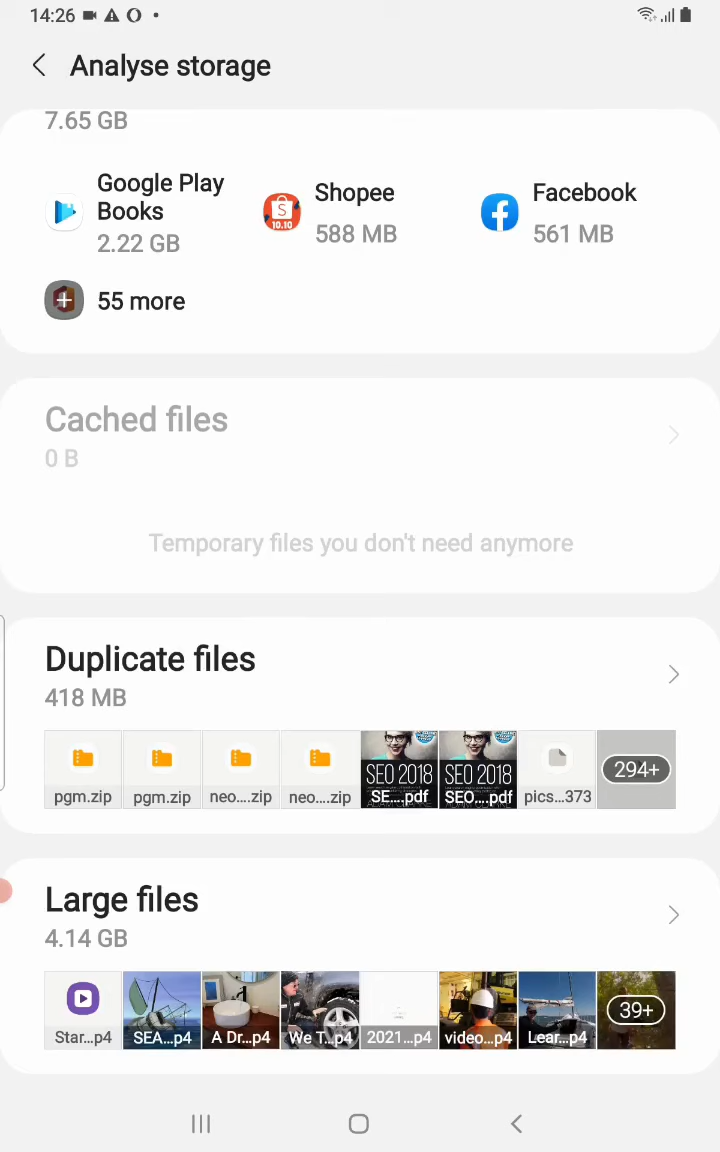 14:26
Analyse storage
7.65 GB
Google Play
Books
2.22 GB
Shopee
588 MB
Facebook
561 MB
10.10
55 more
Cached files
0 B
Temporary files you don't need anymore
Duplicate files
418 MB
pgm.zip
pgm.zip
neo....zip
neo....zip
SEO 2018
SE....pdf
SEO 2018
SEO....pdf
pics...373
294+
Large files
4.14 GB
Star...p4
SEA...p4
A Dr...p4
We T...p4
2021...p4
video...p4
Lear...p4
39+